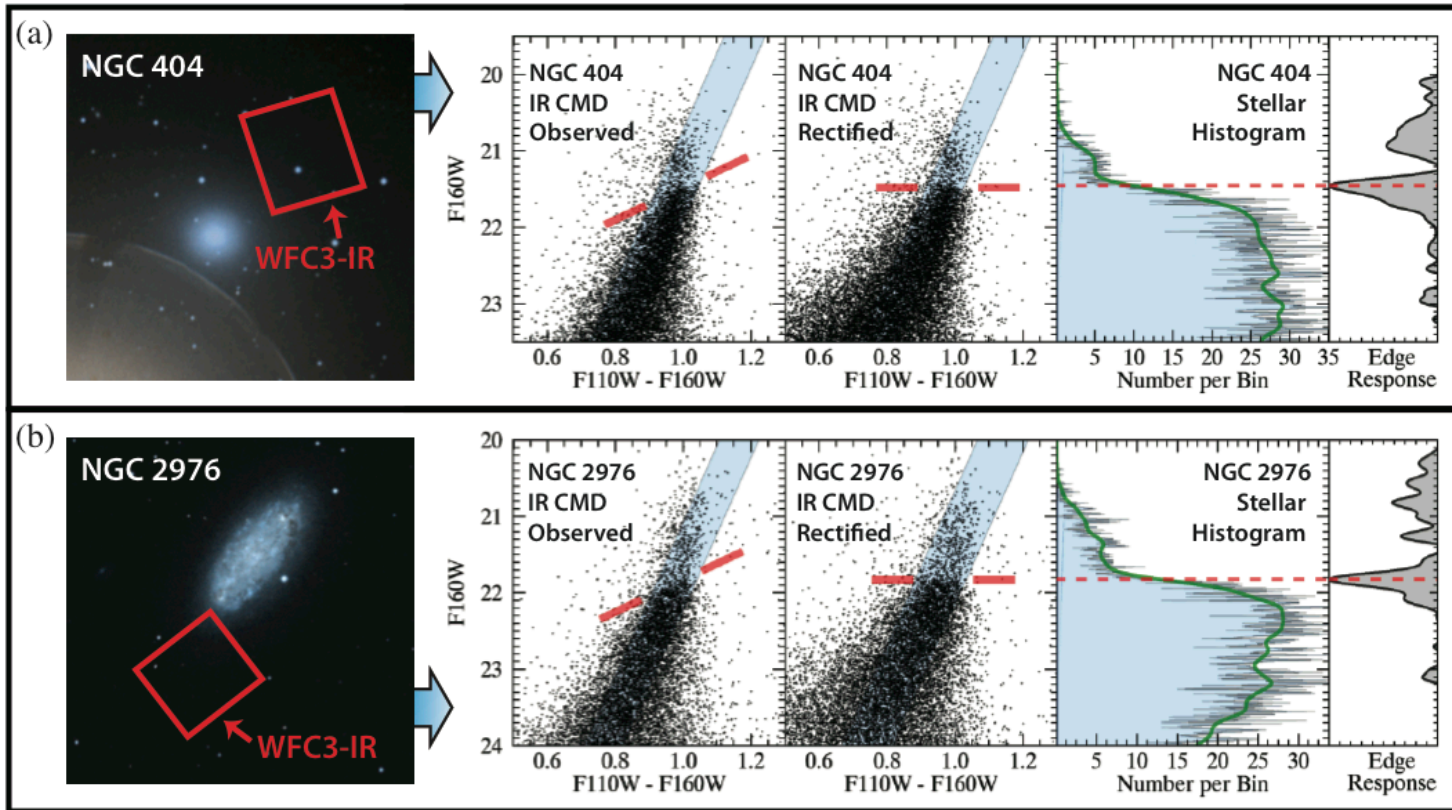 (a)
NGC 404
WFC3-IR
F160W
20
21
22
23
NGC 404
IR CMD
Observed
0.6 0.8 1.0 1.2
F110W - F160W
NGC 404
IR CMD
Rectified
0.6 0.8 1.0 1.2
F110W - F160W
NGC 404
Stellar
Histogram
5 10 15 20 25 30 35
Number per Bin
Edge
Response
(b)
NGC 2976
WFC3-IR
F160W
20
21
22
23
24
NGC 2976
IR CMD
Observed
0.6 0.8 1.0 1.2
F110W - F160W
NGC 2976
IR CMD
Rectified
0.6 0.8 1.0 1.2
F110W - F160W
NGC 2976
Stellar
Histogram
5 10 15 20 25 30
Number per Bin
Edge
Response